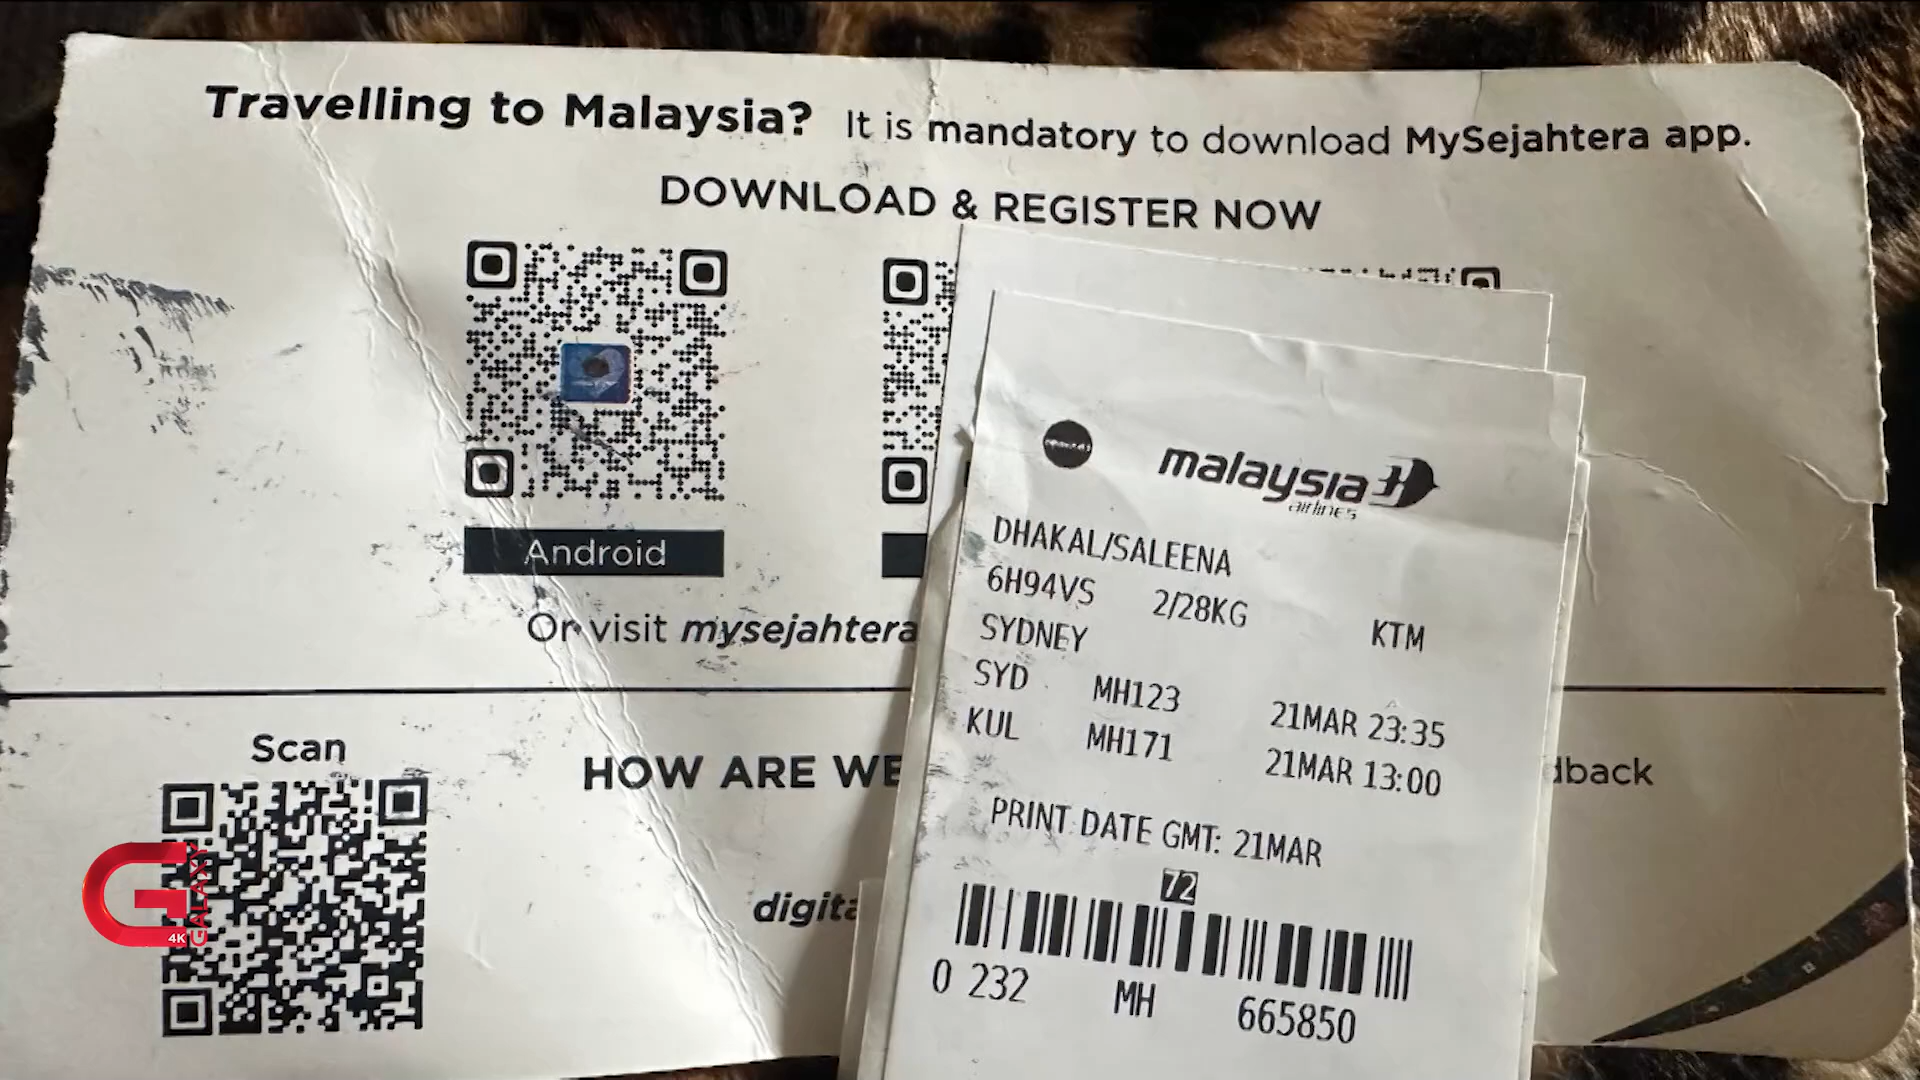 Travelling to Malaysia? It is mandatory to download MySejahtera app.
DOWNLOAD & REGISTER NOW
Android
Or visit mysejahtera
Scan
HOW ARE WE
dback
digita
malaysia
airlines
DHAKAL/SALEENA
6H94VS 2/28KG KTM
SYDNEY
SYD MH123 21MAR 23:35
KUL MH171 21MAR 13:00
PRINT DATE GMT: 21MAR
72
0 232 MH 665850
G GALAXY 4K